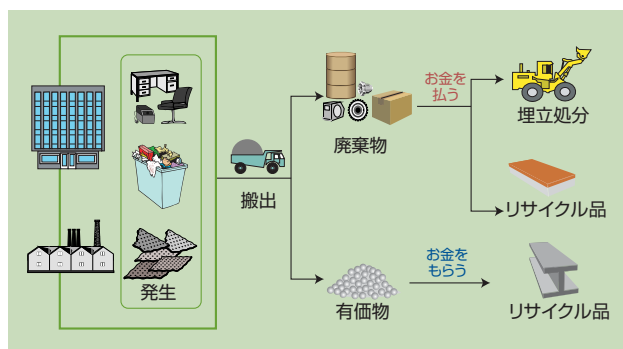 発生
搬出
廃棄物
お金を
払う
埋立処分
リサイクル品
有価物
お金を
もらう
リサイクル品